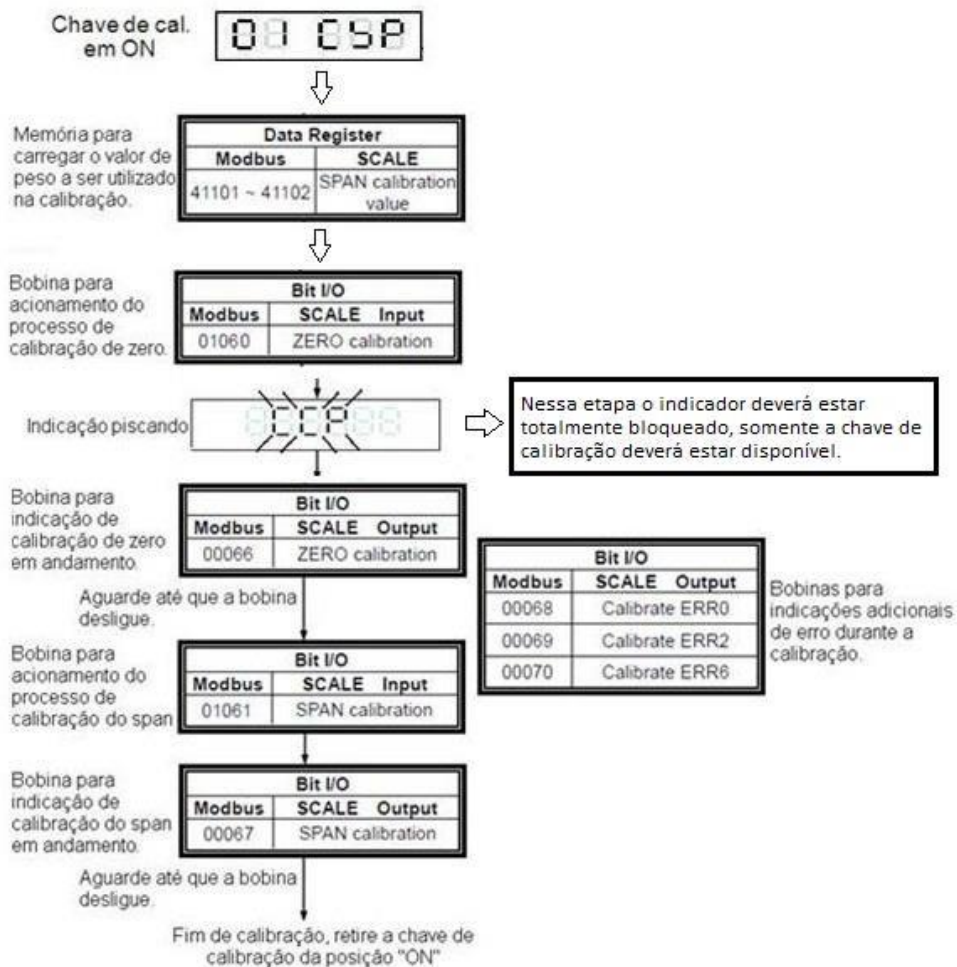 Chave de cal.
em ON
01 CSP
Memória para
carregar o valor de
peso a ser utilizado
na calibração.
Data Register
Modbus SCALE
41101 ~ 41102 SPAN calibration
value
Bobina para
acionamento do
processo de
calibração de zero.
Bit I/O
Modbus SCALE Input
01060 ZERO calibration
Indicação piscando
CCP
Nessa etapa o indicador deverá estar
totalmente bloqueado, somente a chave de
calibração deverá estar disponível.
Bobina para
indicação de
calibração de zero
em andamento.
Bit I/O
Modbus SCALE Output
00066 ZERO calibration
Aguarde até que a bobina
desligue.
Bit I/O
Modbus SCALE Output
00068 Calibrate ERR0
00069 Calibrate ERR2
00070 Calibrate ERR6
Bobinas para
indicações adicionais
de erro durante a
calibração.
Bobina para
acionamento do
processo de
calibração do span
Bit I/O
Modbus SCALE Input
01061 SPAN calibration
Bobina para
indicação de
calibração do span
em andamento.
Bit I/O
Modbus SCALE Output
00067 SPAN calibration
Aguarde até que a bobina
desligue.
Fim de calibração, retire a chave de
calibração da posição "ON"